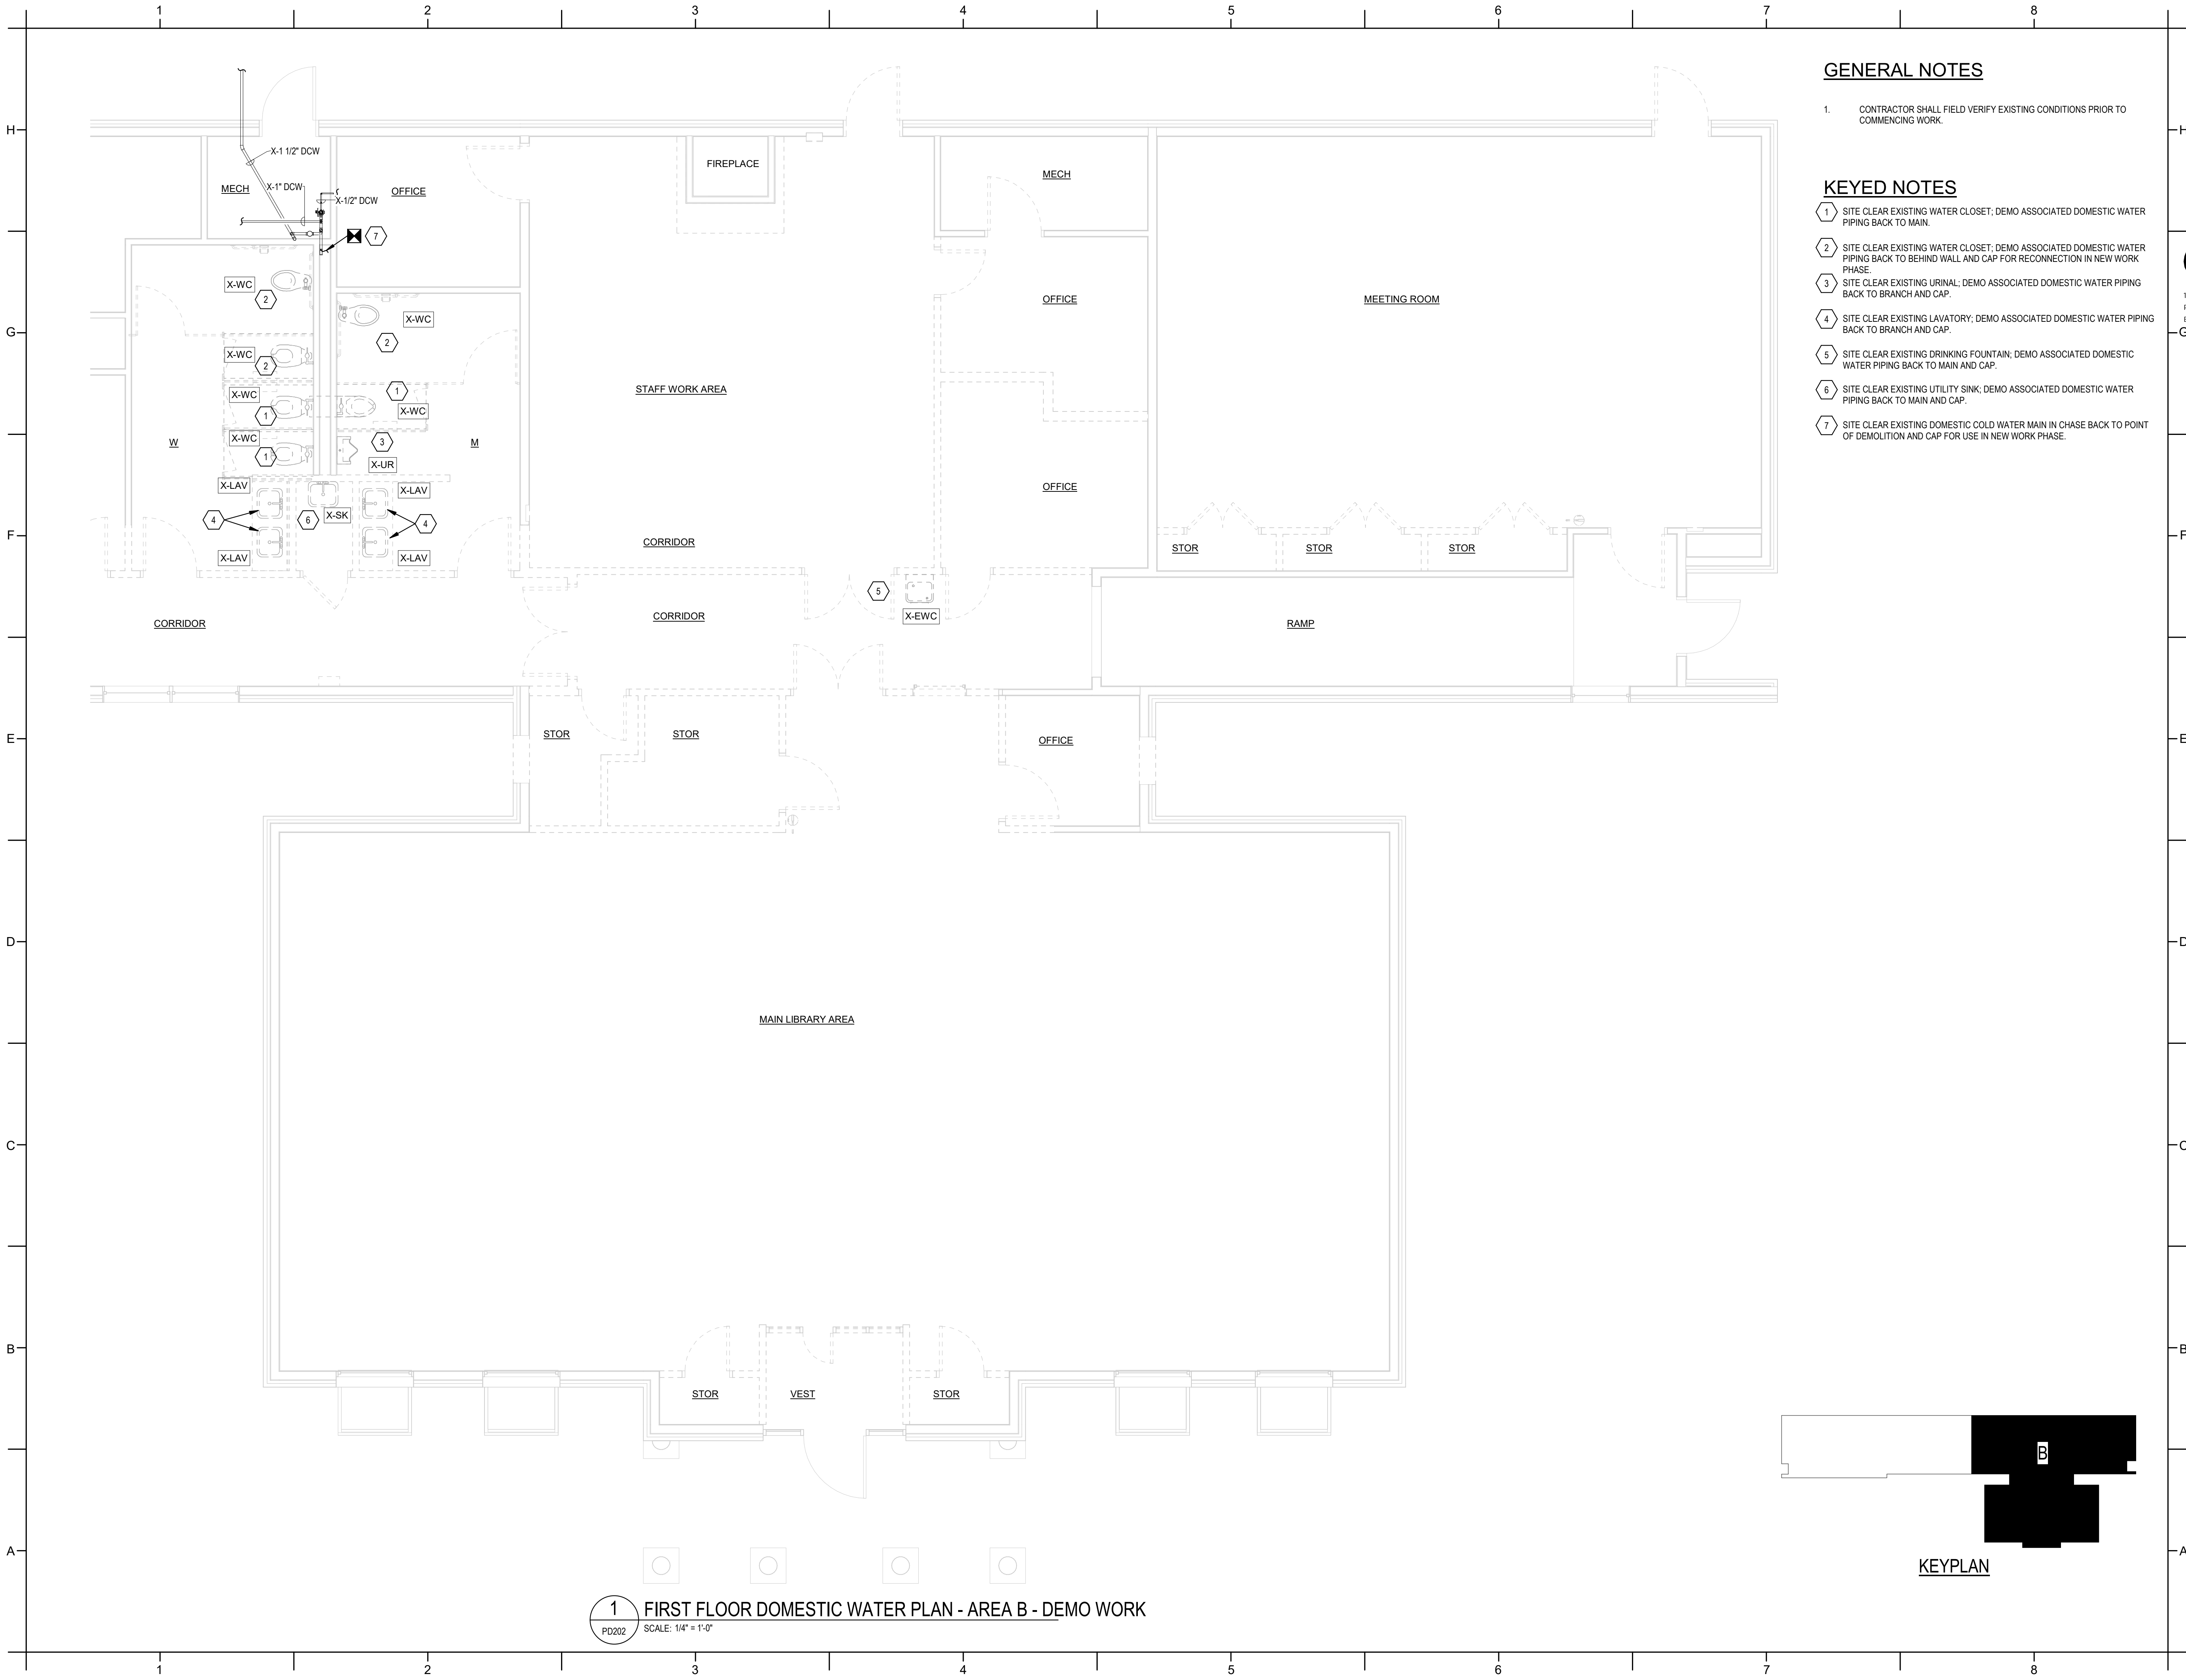 1 2 3 4 5 6 7 8
GENERAL NOTES
1. CONTRACTOR SHALL FIELD VERIFY EXISTING CONDITIONS PRIOR TO
COMMENCING WORK.
KEYED NOTES
1 SITE CLEAR EXISTING WATER CLOSET; DEMO ASSOCIATED DOMESTIC WATER
PIPING BACK TO MAIN.
2 SITE CLEAR EXISTING WATER CLOSET; DEMO ASSOCIATED DOMESTIC WATER
PIPING BACK TO BEHIND WALL AND CAP FOR RECONNECTION IN NEW WORK
PHASE.
3 SITE CLEAR EXISTING URINAL; DEMO ASSOCIATED DOMESTIC WATER PIPING
BACK TO BRANCH AND CAP.
4 SITE CLEAR EXISTING LAVATORY; DEMO ASSOCIATED DOMESTIC WATER PIPING
BACK TO BRANCH AND CAP.
5 SITE CLEAR EXISTING DRINKING FOUNTAIN; DEMO ASSOCIATED DOMESTIC
WATER PIPING BACK TO MAIN AND CAP.
6 SITE CLEAR EXISTING UTILITY SINK; DEMO ASSOCIATED DOMESTIC WATER
PIPING BACK TO MAIN AND CAP.
7 SITE CLEAR EXISTING DOMESTIC COLD WATER MAIN IN CHASE BACK TO POINT
OF DEMOLITION AND CAP FOR USE IN NEW WORK PHASE.
H
H
X-1 1/2" DCW
FIREPLACE
MECH
MECH
X-1" DCW
OFFICE
X-1/2" DCW
7
X-WC
2
OFFICE
MEETING ROOM
X-WC
G
G
2
X-WC
2
STAFF WORK AREA
1
X-WC
X-WC
1
X-WC
W
3
M
1
X-UR
X-LAV
X-LAV
OFFICE
4
6
X-SK
4
F
F
CORRIDOR
STOR
STOR
STOR
X-LAV
X-LAV
5
X-EWC
CORRIDOR
CORRIDOR
RAMP
STOR
STOR
OFFICE
E
E
D
D
MAIN LIBRARY AREA
C
C
B
B
STOR
VEST
STOR
B
A
A
KEYPLAN
1
PD202
FIRST FLOOR DOMESTIC WATER PLAN - AREA B - DEMO WORK
SCALE: 1/4" = 1'-0"
1 2 3 4 5 6 7 8